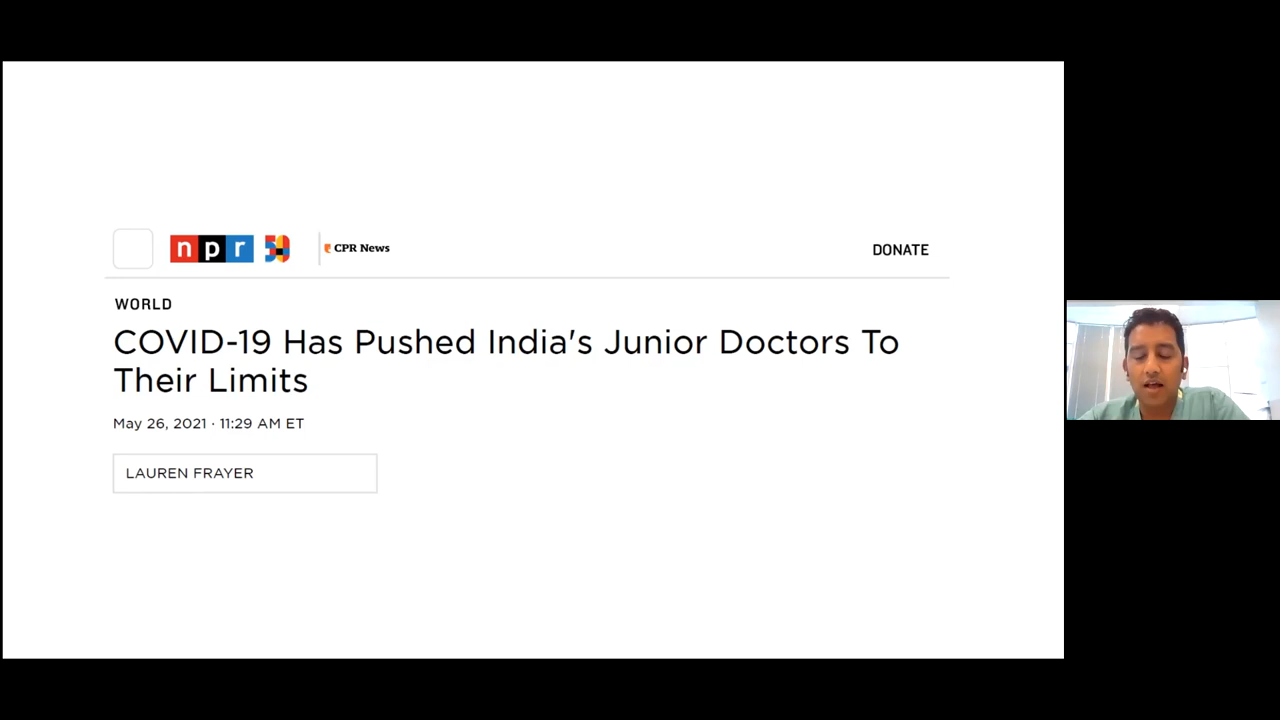 npr 50 CPR News DONATE
WORLD
COVID-19 Has Pushed India's Junior Doctors To
Their Limits
May 26, 2021 · 11:29 AM ET
LAUREN FRAYER